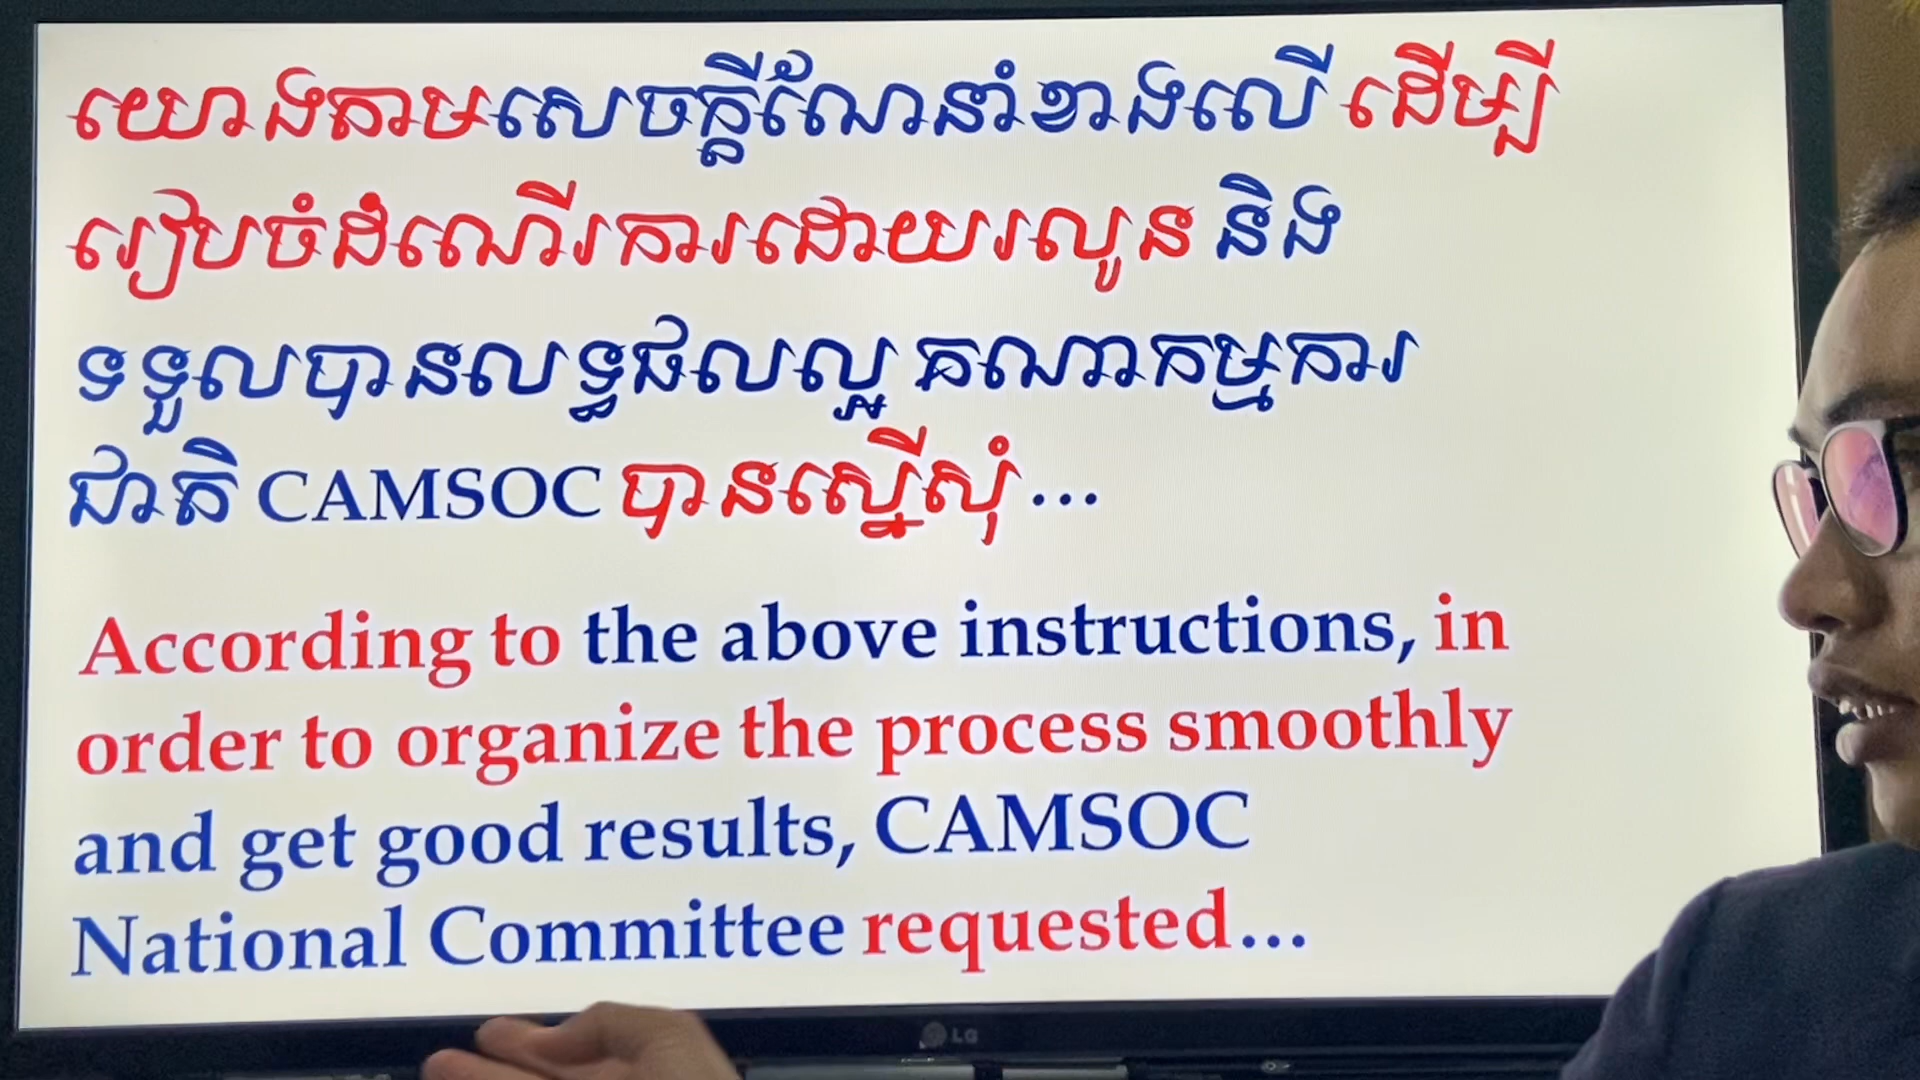 យោងតាមសេចក្តីណែនាំខាងលើ ដើម្បី
រៀបចំដំណើរការដោយរលូន និង
ទទួលបានលទ្ធផលល្អ គណាកម្មការ
ជាតិ CAMSOC បានស្នើសុំ ...
According to the above instructions, in
order to organize the process smoothly
and get good results, CAMSOC
National Committee requested...
LG